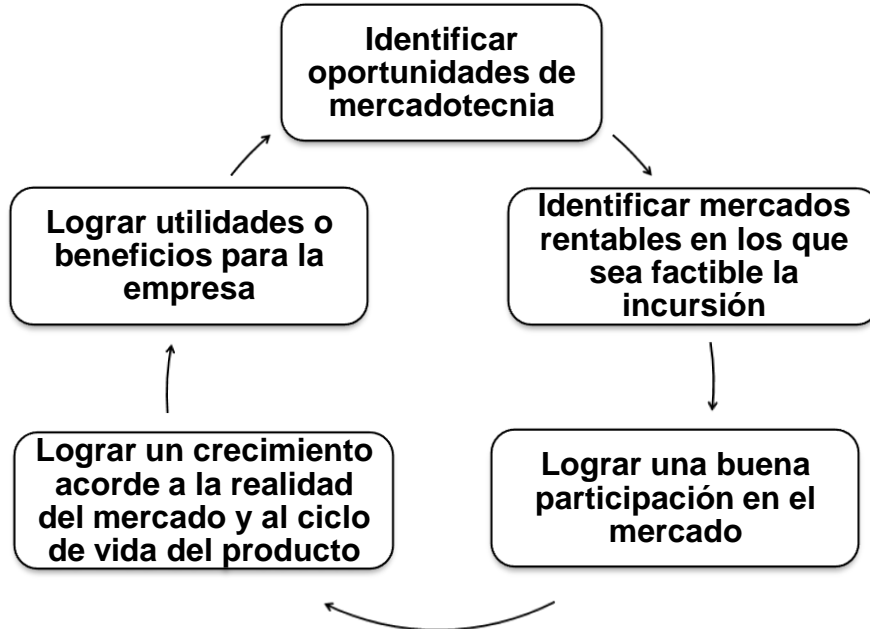 Identificar
oportunidades de
mercadotecnia
Identificar mercados
rentables en los que
sea factible la
incursión
Lograr una buena
participación en el
mercado
Lograr un crecimiento
acorde a la realidad
del mercado y al ciclo
de vida del producto
Lograr utilidades o
beneficios para la
empresa